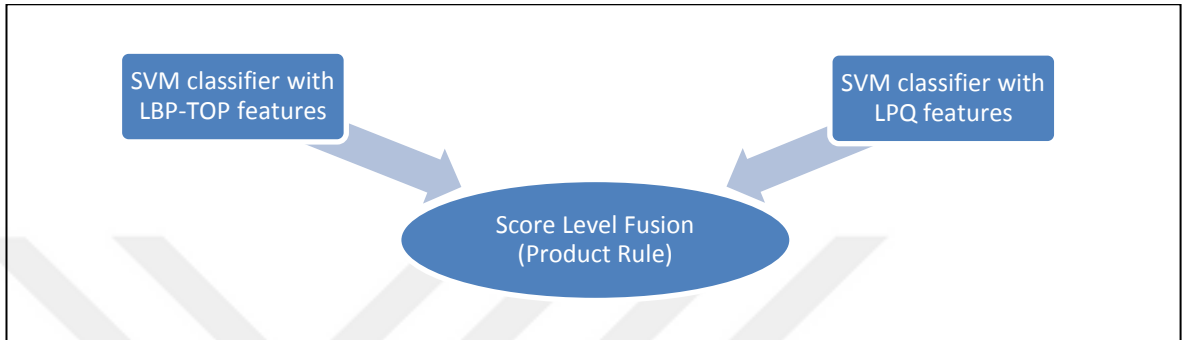 SVM classifier with
LBP-TOP features
SVM classifier with
LPQ features
Score Level Fusion
(Product Rule)